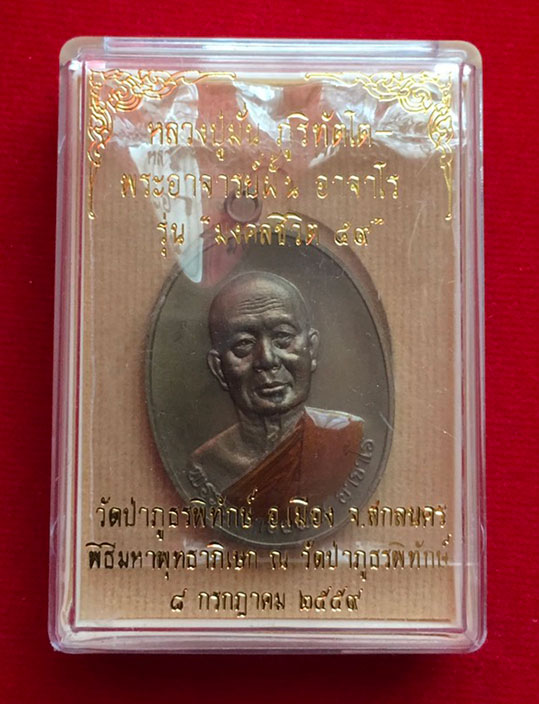 หลวงปู่มั่น ภูริทัตโต-
พระอาจารย์ฝั้น อาจาโร
รุ่น "มงคลชีวิต ๕๙"
วัดป่าภูธรพิทักษ์ อ.เมือง จ.สกลนคร
พิธีมหาพุทธาภิเษก ณ วัดป่าภูธรพิทักษ์
๘ กรกฎาคม ๒๕๕๙